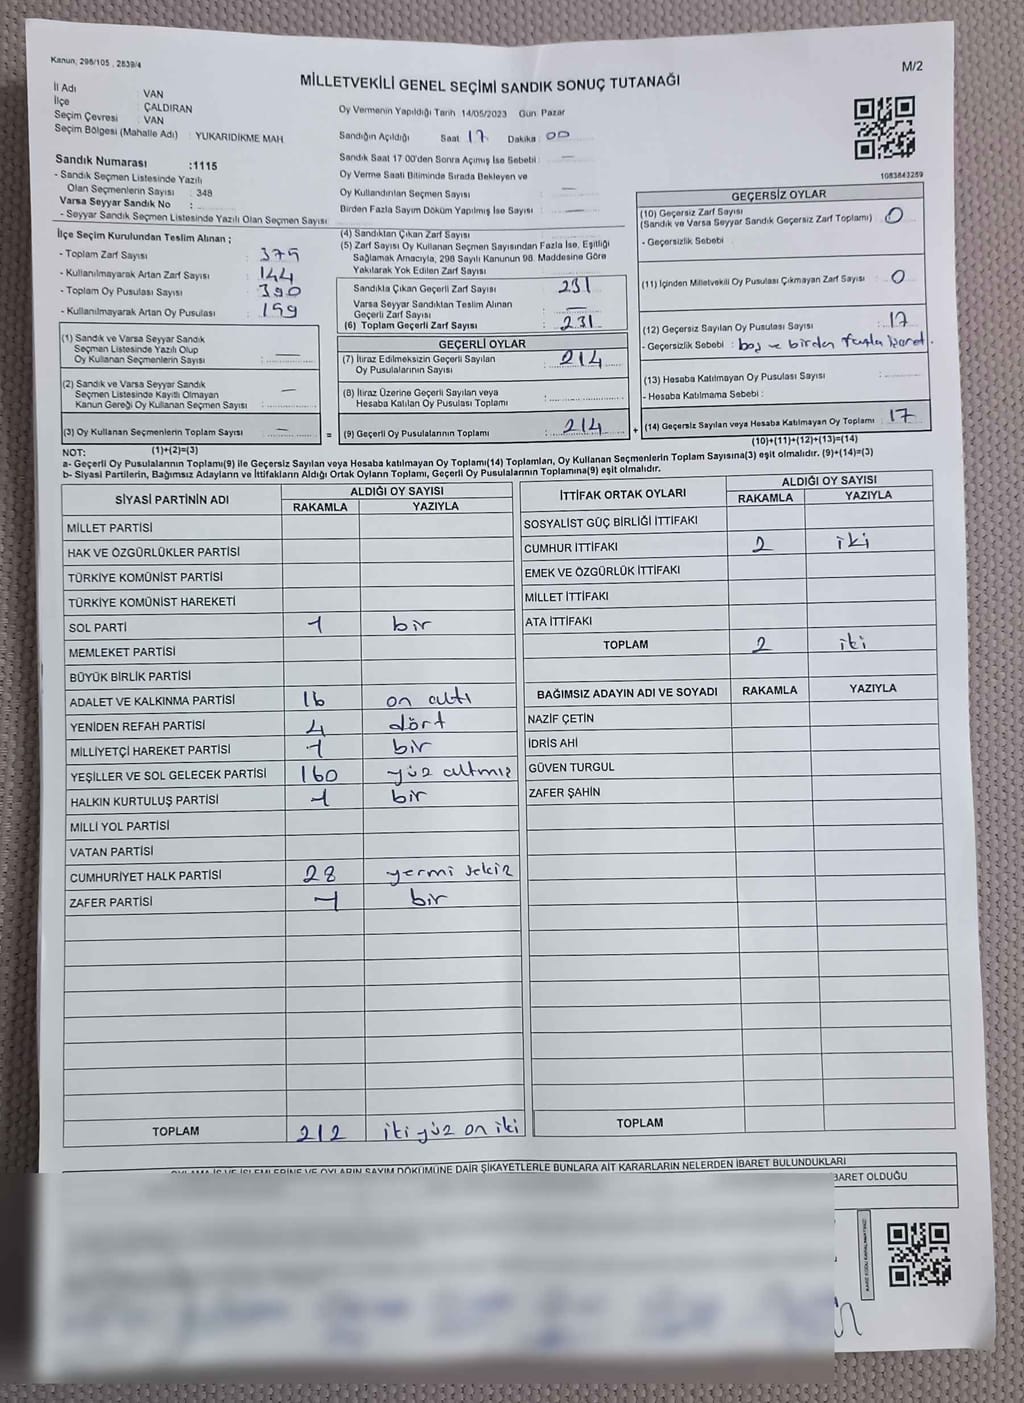 Kanun, 298/105 , 2839/4
M/2
MİLLETVEKİLİ GENEL SEÇİMİ SANDIK SONUÇ TUTANAĞI
İl Adı VAN
İlçe ÇALDIRAN
Seçim Çevresi VAN
Seçim Bölgesi (Mahalle Adı) : YUKARIDİKME MAH
Oy Vermenin Yapıldığı Tarih : 14/05/2023 Gün : Pazar
Sandığın Açıldığı Saat 17 Dakika : 00
Sandık Saat 17 00'den Sonra Açımış İse Sebebi : —
Oy Verme Saati Bitiminde Sırada Bekleyen ve
Oy Kullandırılan Seçmen Sayısı —
Birden Fazla Sayım Döküm Yapılmış İse Sayısı —
1083843259
Sandık Numarası :1115
- Sandık Seçmen Listesinde Yazılı
Olan Seçmenlerin Sayısı : 348
Varsa Seyyar Sandık No :
- Seyyar Sandık Seçmen Listesinde Yazılı Olan Seçmen Sayısı
İlçe Seçim Kurulundan Teslim Alınan ;
- Toplam Zarf Sayısı : 375
- Kullanılmayarak Artan Zarf Sayısı : 144
- Toplam Oy Pusulası Sayısı : 390
- Kullanılmayarak Artan Oy Pusulası : 159
(1) Sandık ve Varsa Seyyar Sandık
Seçmen Listesinde Yazılı Olup
Oy Kullanan Seçmenlerin Sayısı : —
(2) Sandık ve Varsa Seyyar Sandık
Seçmen Listesinde Kayıtlı Olmayan
Kanun Gereği Oy Kullanan Seçmen Sayısı : —
(3) Oy Kullanan Seçmenlerin Toplam Sayısı : —
(1)+(2)=(3)
(4) Sandıktan Çıkan Zarf Sayısı
(5) Zarf Sayısı Oy Kullanan Seçmen Sayısından Fazla İse, Eşitliği
Sağlamak Amacıyla, 298 Sayılı Kanunun 98. Maddesine Göre
Yakılarak Yok Edilen Zarf Sayısı
Sandıkla Çıkan Geçerli Zarf Sayısı 231
Varsa Seyyar Sandıktan Teslim Alınan
Geçerli Zarf Sayısı —
(6) Toplam Geçerli Zarf Sayısı : 231
GEÇERLİ OYLAR
(7) İtiraz Edilmeksizin Geçerli Sayılan
Oy Pusulalarının Sayısı : 214
(8) İtiraz Üzerine Geçerli Sayılan veya
Hesaba Katılan Oy Pusulası Toplamı :
= (9) Geçerli Oy Pusulalarının Toplamı : 214 +
GEÇERSİZ OYLAR
(10) Geçersiz Zarf Sayısı
(Sandık ve Varsa Seyyar Sandık Geçersiz Zarf Toplamı) : 0
- Geçersizlik Sebebi
(11) İçinden Milletvekili Oy Pusulası Çıkmayan Zarf Sayısı : 0
(12) Geçersiz Sayılan Oy Pusulası Sayısı : 17
- Geçersizlik Sebebi : boş ve birden fazla işaret.
(13) Hesaba Katılmayan Oy Pusulası Sayısı :
- Hesaba Katılmama Sebebi :
(14) Geçersiz Sayılan veya Hesaba Katılmayan Oy Toplamı : 17
(10)+(11)+(12)+(13)=(14)
NOT:
a- Geçerli Oy Pusulalarının Toplamı(9) ile Geçersiz Sayılan veya Hesaba katılmayan Oy Toplamı(14) Toplamları, Oy Kullanan Seçmenlerin Toplam Sayısına(3) eşit olmalıdır. (9)+(14)=(3)
b- Siyasi Partilerin, Bağımsız Adayların ve İttifakların Aldığı Ortak Oyların Toplamı, Geçerli Oy Pusulalarının Toplamına(9) eşit olmalıdır.
SİYASİ PARTİNİN ADI ALDIĞI OY SAYISI
RAKAMLA YAZIYLA
MİLLET PARTİSİ
HAK VE ÖZGÜRLÜKLER PARTİSİ
TÜRKİYE KOMÜNİST PARTİSİ
TÜRKİYE KOMÜNİST HAREKETİ
SOL PARTİ 1 bir
MEMLEKET PARTİSİ
BÜYÜK BİRLİK PARTİSİ
ADALET VE KALKINMA PARTİSİ 16 on altı
YENİDEN REFAH PARTİSİ 4 dört
MİLLİYETÇİ HAREKET PARTİSİ 1 bir
YEŞİLLER VE SOL GELECEK PARTİSİ 160 yüz altmız
HALKIN KURTULUŞ PARTİSİ 1 bir
MİLLİ YOL PARTİSİ
VATAN PARTİSİ
CUMHURİYET HALK PARTİSİ 28 yermi sekiz
ZAFER PARTİSİ 1 bir
TOPLAM 212 iki yüz on iki
İTTİFAK ORTAK OYLARI ALDIĞI OY SAYISI
RAKAMLA YAZIYLA
SOSYALİST GÜÇ BİRLİĞİ İTTİFAKI
CUMHUR İTTİFAKI 2 iki
EMEK VE ÖZGÜRLÜK İTTİFAKI
MİLLET İTTİFAKI
ATA İTTİFAKI
TOPLAM 2 iki
BAĞIMSIZ ADAYIN ADI VE SOYADI RAKAMLA YAZIYLA
NAZİF ÇETİN
İDRİS AHİ
GÜVEN TURGUL
ZAFER ŞAHİN
TOPLAM
OYLAMA İŞ VE İŞLEMLERİNE VE OYLARIN SAYIM DÖKÜMÜNE DAİR ŞİKAYETLERLE BUNLARA AİT KARARLARIN NELERDEN İBARET BULUNDUKLARI
BARET OLDUĞU